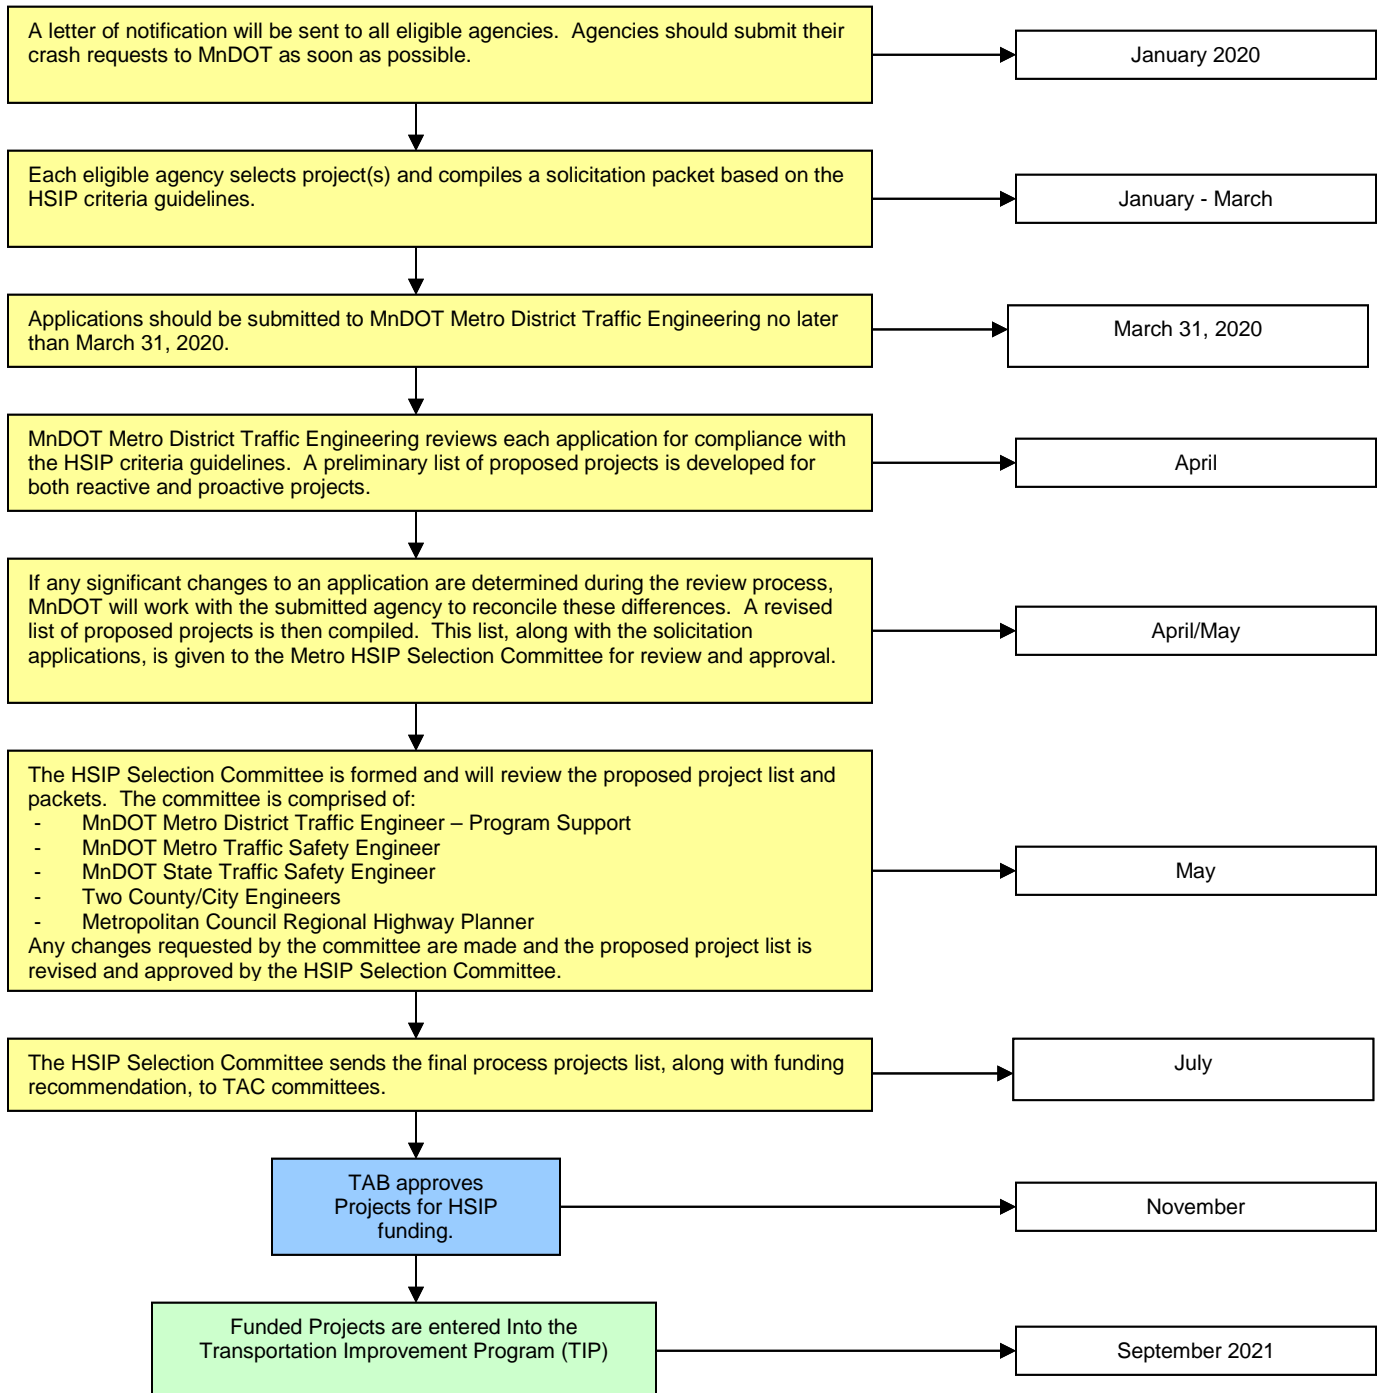 A letter of notification will be sent to all eligible agencies.  Agencies should submit their
crash requests to MnDOT as soon as possible.
January 2020
Each eligible agency selects project(s) and compiles a solicitation packet based on the
HSIP criteria guidelines.
January - March
Applications should be submitted to MnDOT Metro District Traffic Engineering no later
than March 31, 2020.
March 31, 2020
MnDOT Metro District Traffic Engineering reviews each application for compliance with
the HSIP criteria guidelines.  A preliminary list of proposed projects is developed for
both reactive and proactive projects.
April
If any significant changes to an application are determined during the review process,
MnDOT will work with the submitted agency to reconcile these differences.  A revised
list of proposed projects is then compiled.  This list, along with the solicitation
applications, is given to the Metro HSIP Selection Committee for review and approval.
April/May
The HSIP Selection Committee is formed and will review the proposed project list and
packets.  The committee is comprised of:
- MnDOT Metro District Traffic Engineer – Program Support
- MnDOT Metro Traffic Safety Engineer
- MnDOT State Traffic Safety Engineer
- Two County/City Engineers
- Metropolitan Council Regional Highway Planner
Any changes requested by the committee are made and the proposed project list is
revised and approved by the HSIP Selection Committee.
May
The HSIP Selection Committee sends the final process projects list, along with funding
recommendation, to TAC committees.
July
TAB approves
Projects for HSIP
funding.
November
Funded Projects are entered Into the
Transportation Improvement Program (TIP)
September 2021